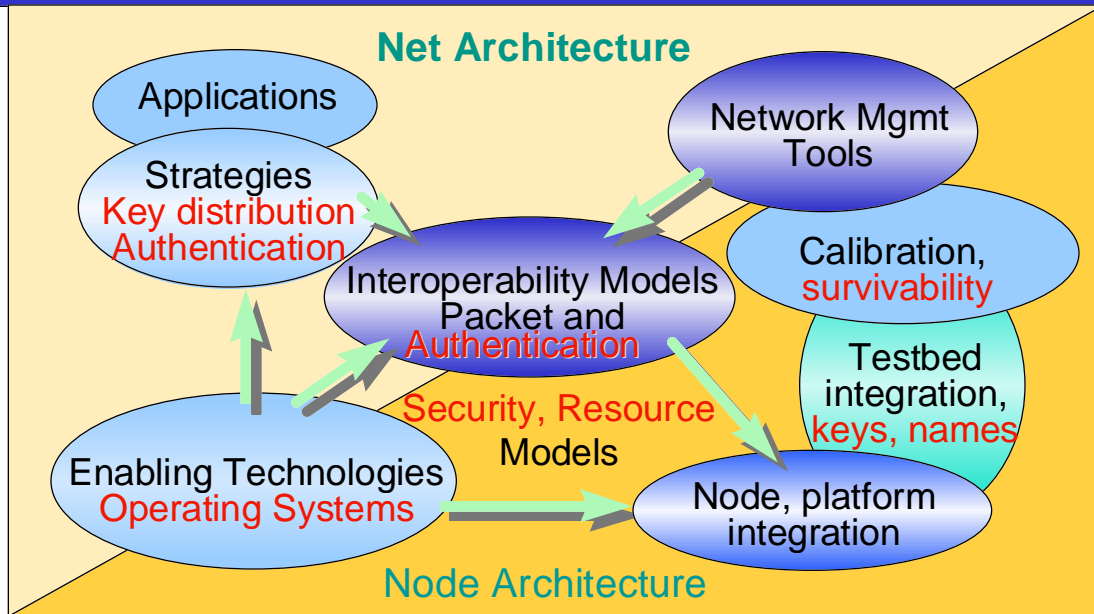 Net Architecture
Applications
Strategies
Key distribution
Authentication
Network Mgmt
Tools
Interoperability Models
Packet and
Authentication
Calibration,
survivability
Testbed
integration,
keys, names
Security, Resource
Models
Enabling Technologies
Operating Systems
Node, platform
integration
Node Architecture